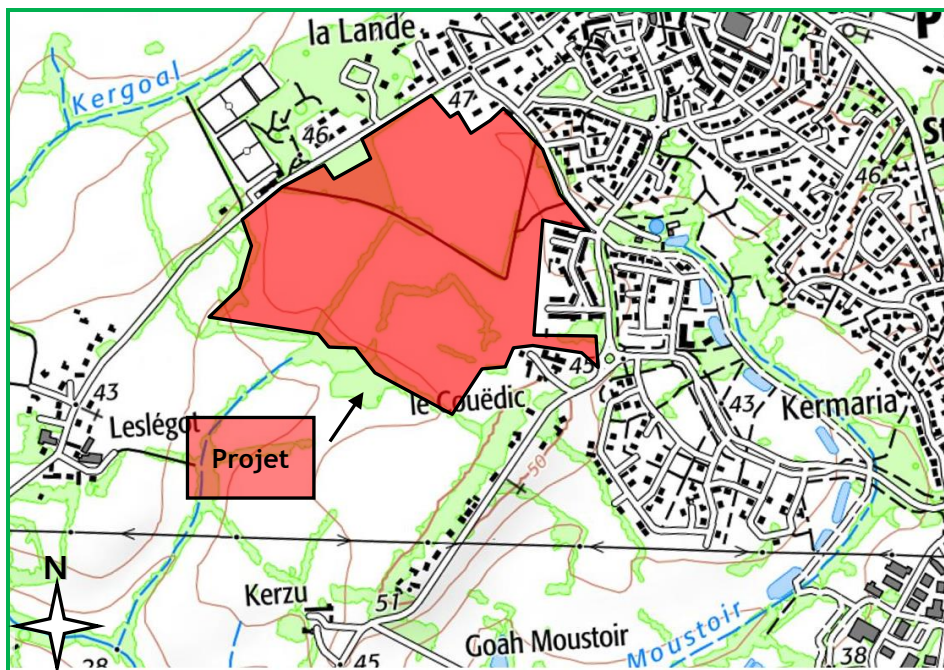 la Lande
P
Kergoal
47
46
S
46
43
Leslégot
45
le Couëdic
43
Kermaria
Projet
50
N
Kerzu
51
Goah Moustoir
Moustoir
28
45
38